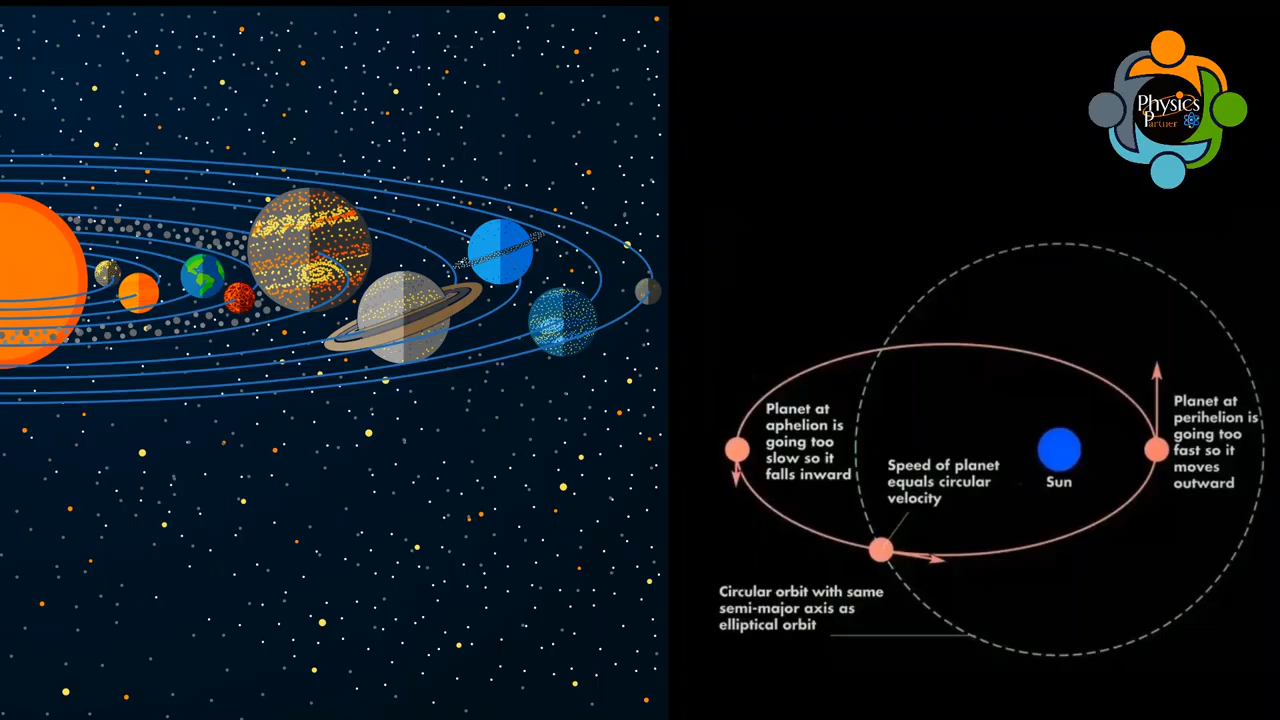 Physics
Partner
Planet at
aphelion is
going too
slow so it
falls inward
Speed of planet
equals circular
velocity
Sun
Planet at
perihelion is
going too
fast so it
moves
outward
Circular orbit with same
semi-major axis as
elliptical orbit